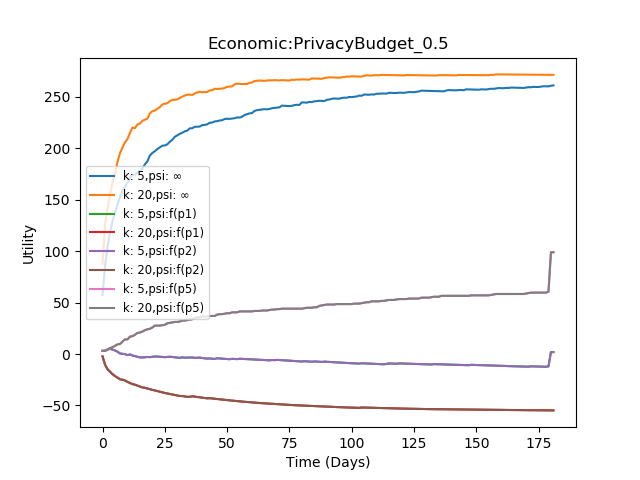 Economic:PrivacyBudget_0.5
Utility
250
200
150
100
50
0
−50
k: 5,psi: ∞
k: 20,psi: ∞
k: 5,psi:f(p1)
k: 20,psi:f(p1)
k: 5,psi:f(p2)
k: 20,psi:f(p2)
k: 5,psi:f(p5)
k: 20,psi:f(p5)
0 25 50 75 100 125 150 175
Time (Days)